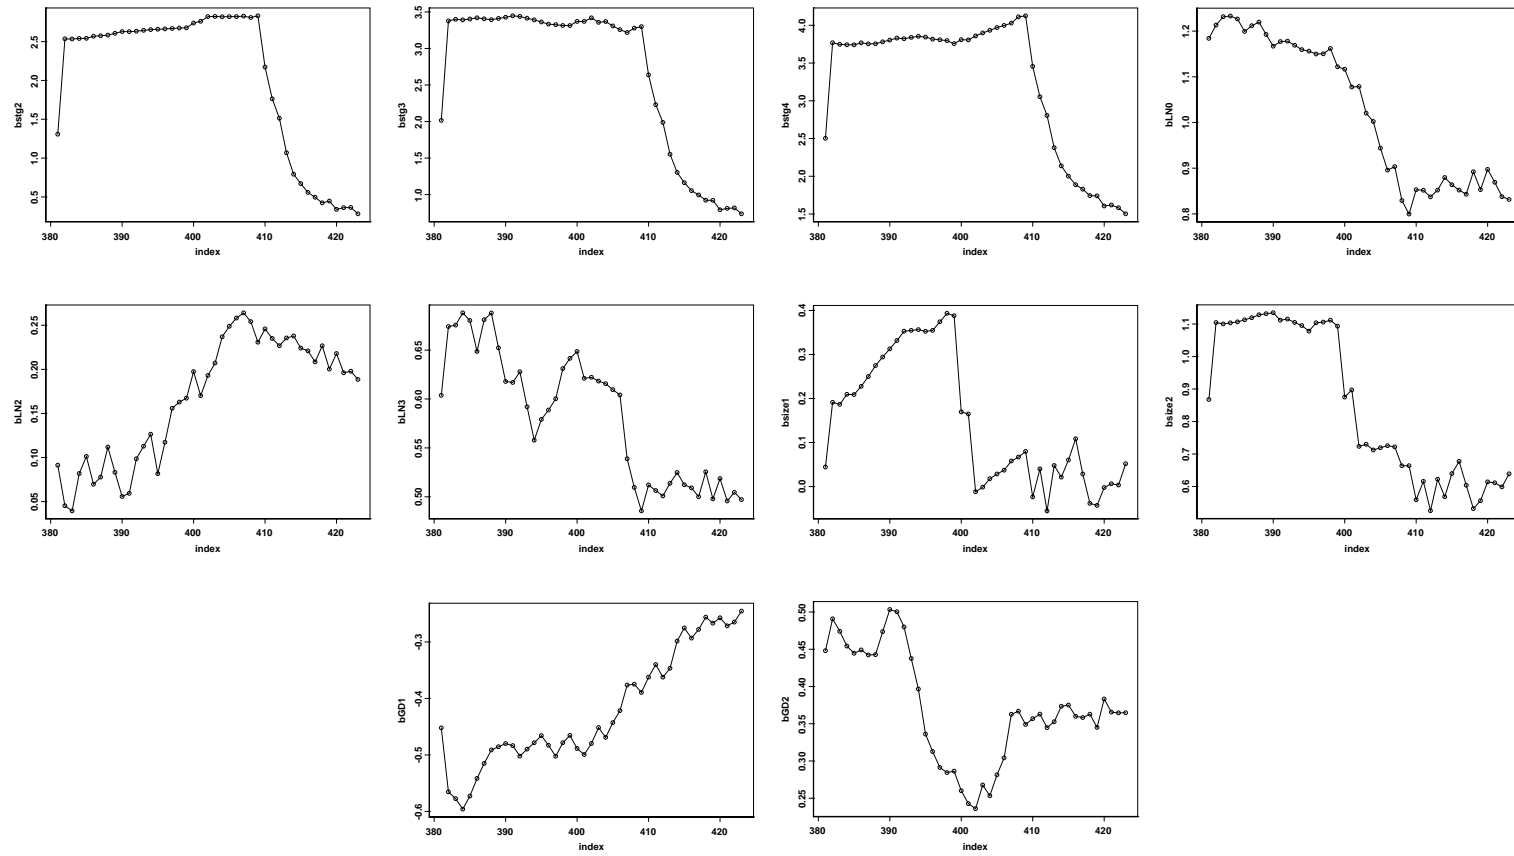 bstg2
0.5 1.0 1.5 2.0 2.5
380 390 400 410 420
index
bstg3
1.0 1.5 2.0 2.5 3.0 3.5
380 390 400 410 420
index
bstg4
1.5 2.0 2.5 3.0 3.5 4.0
380 390 400 410 420
index
bLN0
0.8 0.9 1.0 1.1 1.2
380 390 400 410 420
index
bLN2
0.05 0.10 0.15 0.20 0.25
380 390 400 410 420
index
bLN3
0.50 0.55 0.60 0.65
380 390 400 410 420
index
bsize1
0.0 0.1 0.2 0.3 0.4
380 390 400 410 420
index
bsize2
0.6 0.7 0.8 0.9 1.0 1.1
380 390 400 410 420
index
bGD1
-0.6 -0.5 -0.4 -0.3
380 390 400 410 420
index
bGD2
0.25 0.30 0.35 0.40 0.45 0.50
380 390 400 410 420
index